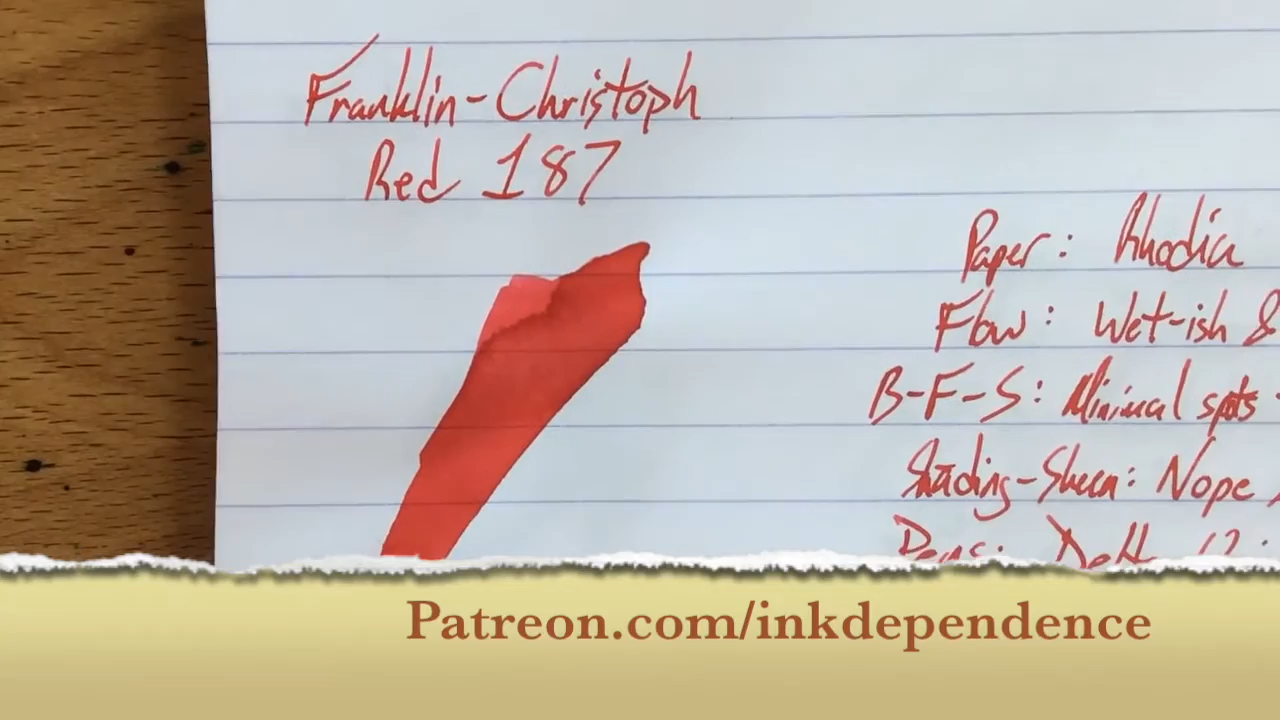 Franklin-Christoph
Red 187
Paper: Rhodia
Flow: Wet-ish &
B-F-S: Minimal spots
Shading-Sheen: Nope
Patreon.com/inkdependence